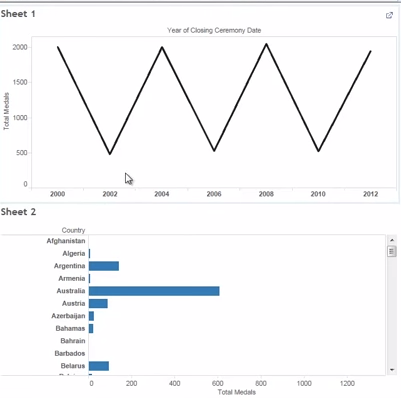 Sheet 1
Year of Closing Ceremony Date
Total Medals
2000
1500
1000
500
0
2000 2002 2004 2006 2008 2010 2012
Sheet 2
Country
Afghanistan
Algeria
Argentina
Armenia
Australia
Austria
Azerbaijan
Bahamas
Bahrain
Barbados
Belarus
0 200 400 600 800 1000 1200
Total Medals